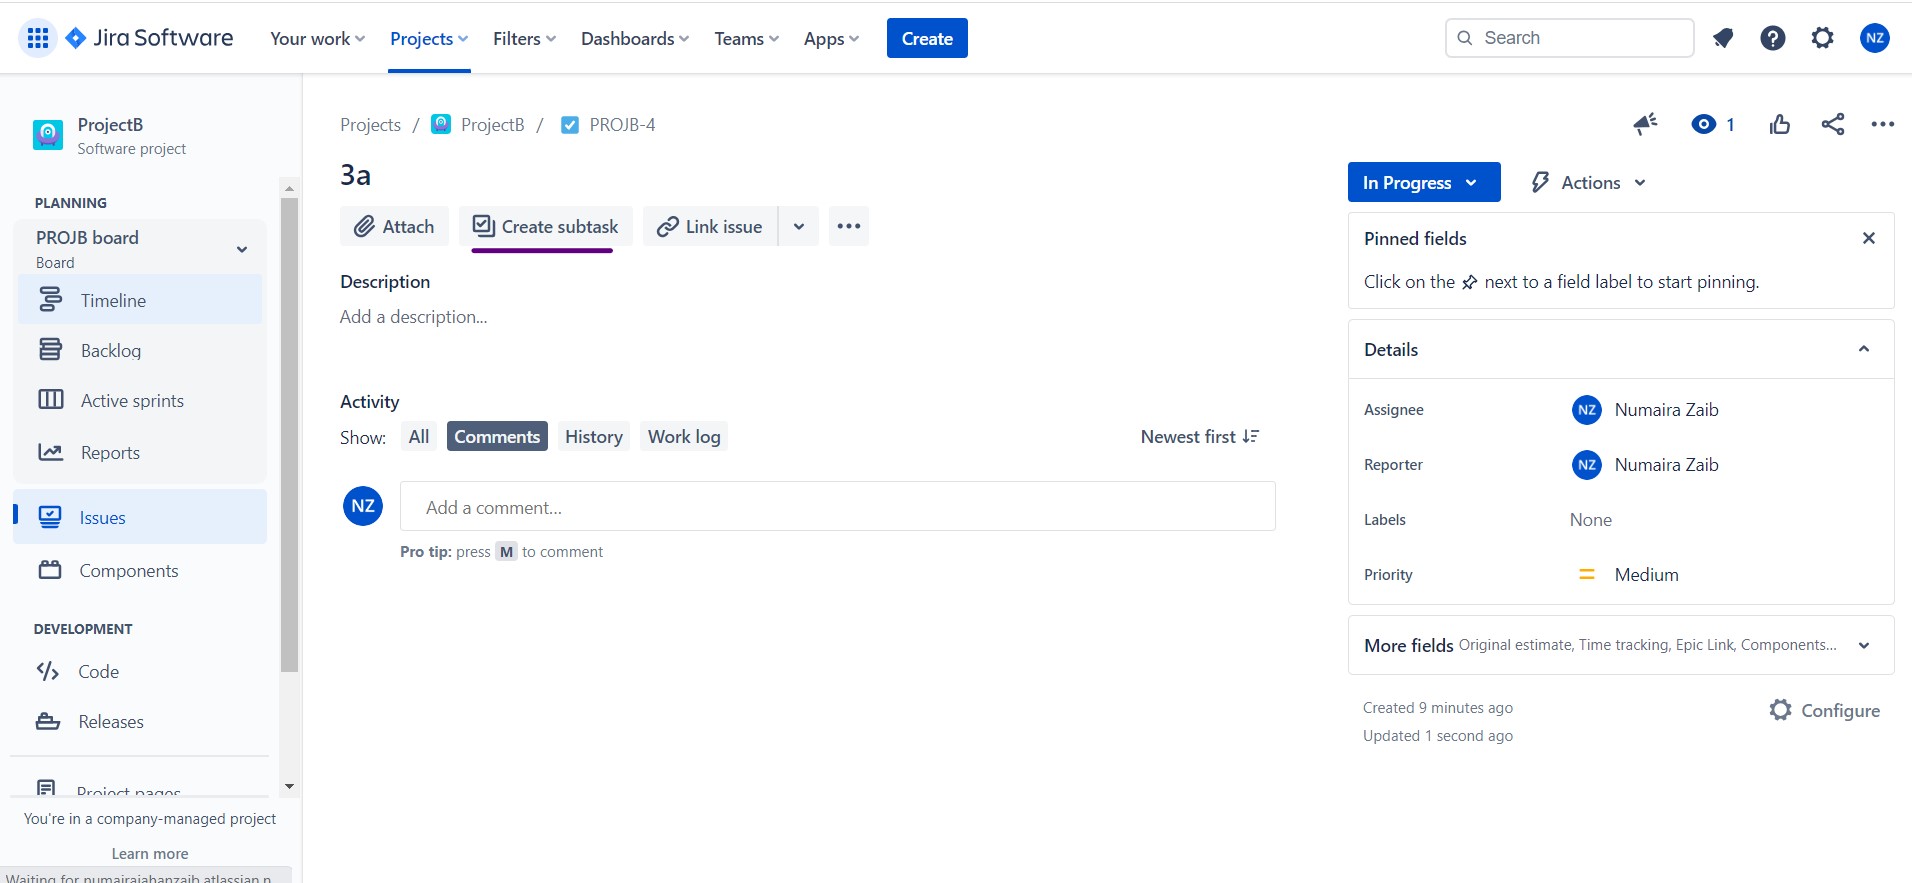 Jira Software Your work Projects Filters Dashboards Teams Apps Create Search NZ
ProjectB
Software project
PLANNING
PROJB board
Board
Timeline
Backlog
Active sprints
Reports
Issues
Components
DEVELOPMENT
Code
Releases
Project pages
You're in a company-managed project
Learn more
Waiting for numairajahanzaib.atlassian.n
Projects / ProjectB / PROJB-4
1
3a
Attach Create subtask Link issue
Description
Add a description...
Activity
Show: All Comments History Work log Newest first
NZ Add a comment...
Pro tip: press M to comment
In Progress Actions
Pinned fields
Click on the next to a field label to start pinning.
Details
Assignee NZ Numaira Zaib
Reporter NZ Numaira Zaib
Labels None
Priority Medium
More fields Original estimate, Time tracking, Epic Link, Components...
Created 9 minutes ago
Updated 1 second ago
Configure